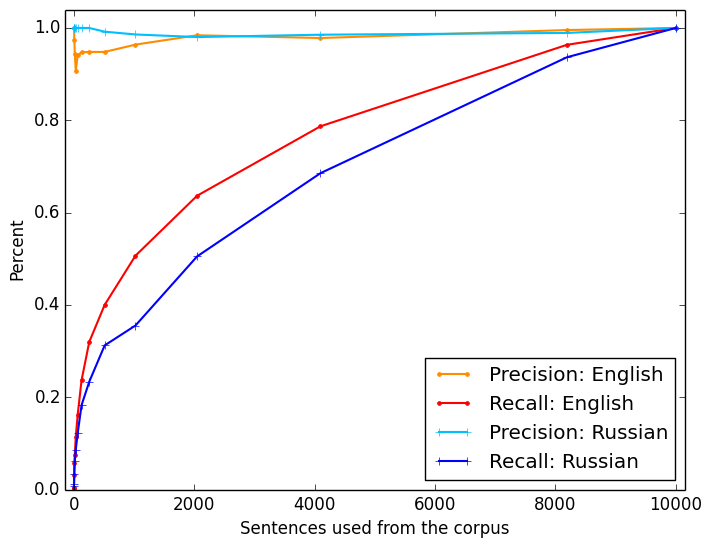 1.0
0.8
0.6
0.4
0.2
0.0
Percent
0
2000
4000
6000
8000
10000
Sentences used from the corpus
Precision: English
Recall: English
Precision: Russian
Recall: Russian